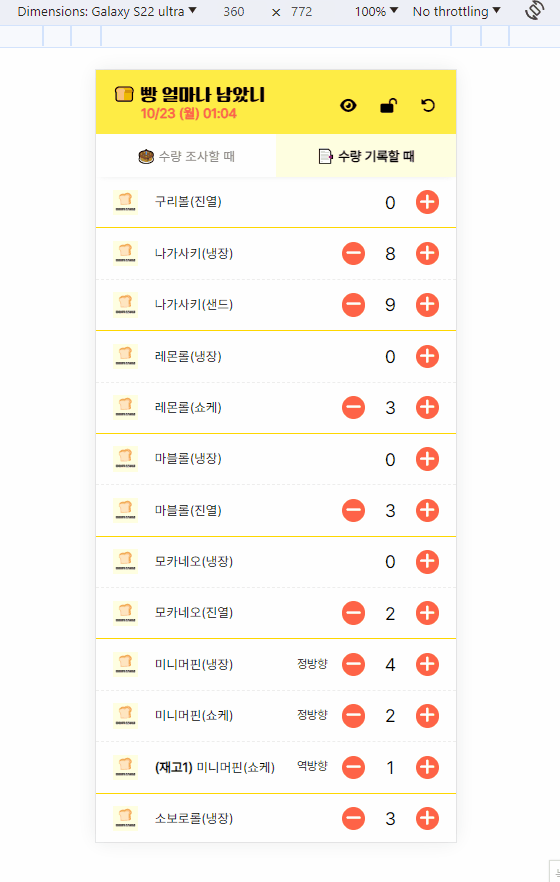 Dimensions: Galaxy S22 ultra ▼ 360 × 772 100% ▼ No throttling ▼
빵 얼마나 남았니
10/23 (월) 01:04
수량 조사할 때 수량 기록할 때
구리볼(진열) 0
나가사키(냉장) 8
나가사키(샌드) 9
레몬롤(냉장) 0
레몬롤(쇼케) 3
마블롤(냉장) 0
마블롤(진열) 3
모카네오(냉장) 0
모카네오(진열) 2
미니머핀(냉장) 정방향 4
미니머핀(쇼케) 정방향 2
(재고1) 미니머핀(쇼케) 역방향 1
소보로롤(냉장) 3